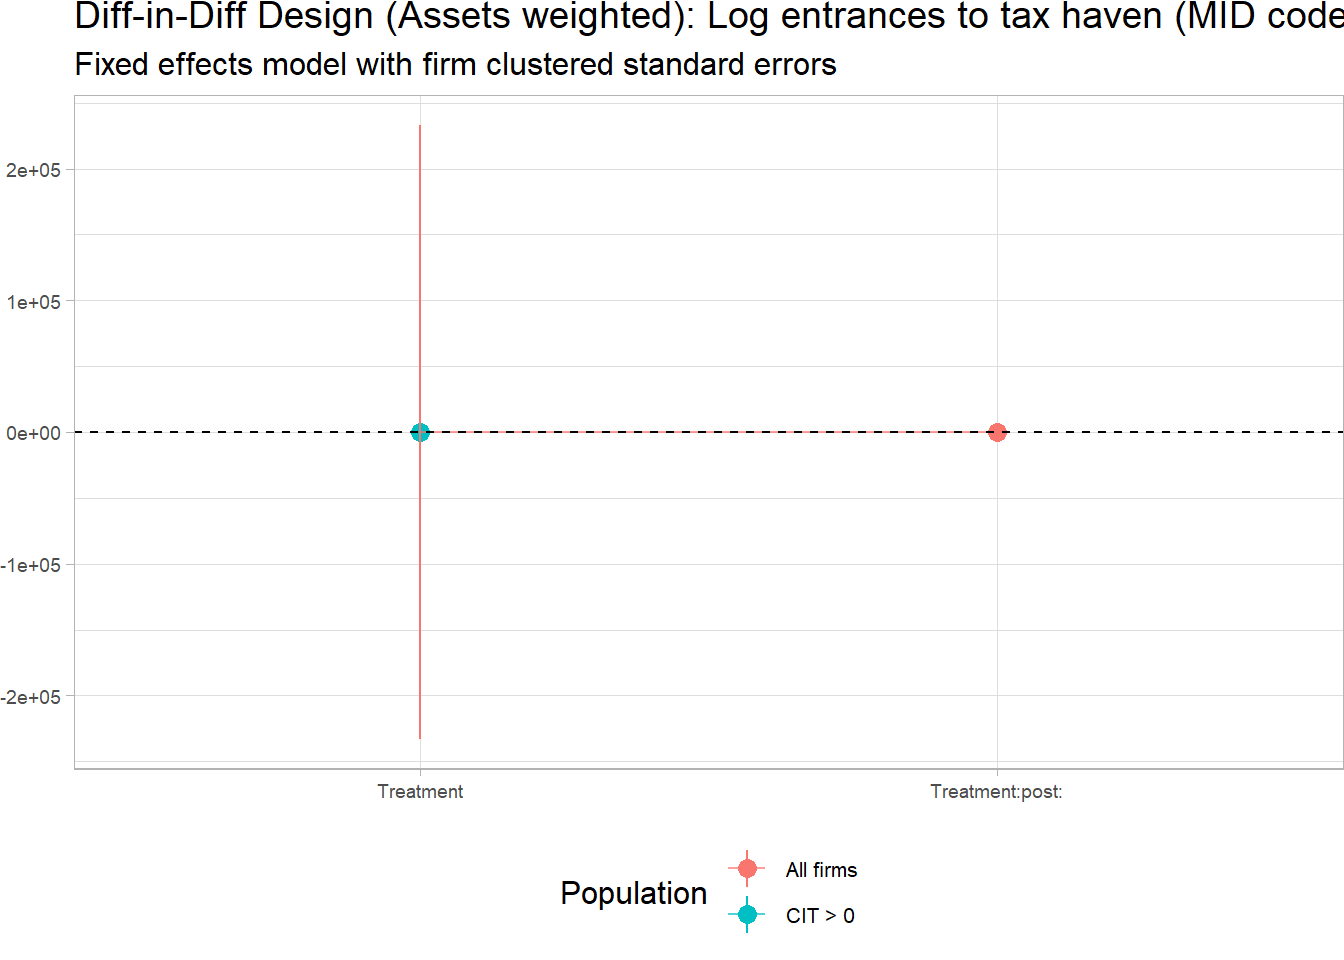 Diff-in-Diff Design (Assets weighted): Log entrances to tax haven (MID code
Fixed effects model with firm clustered standard errors
2e+05
1e+05
0e+00
-1e+05
-2e+05
Treatment
Treatment:post:
Population
All firms
CIT > 0